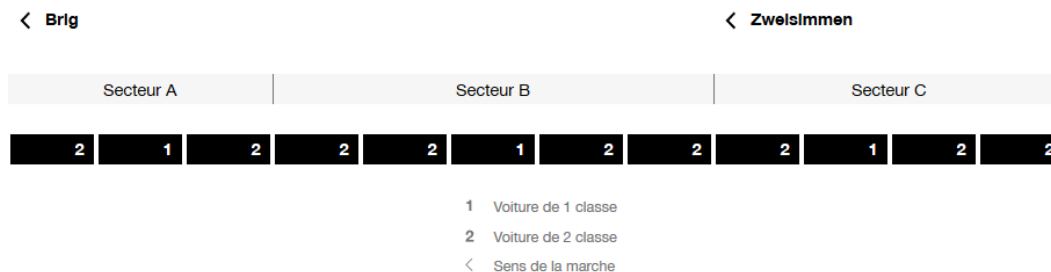 Brig Zweisimmen
Secteur A Secteur B Secteur C
2 1 2 2 2 1 2 2 2 1 2 2
1 Voiture de 1 classe
2 Voiture de 2 classe
< Sens de la marche